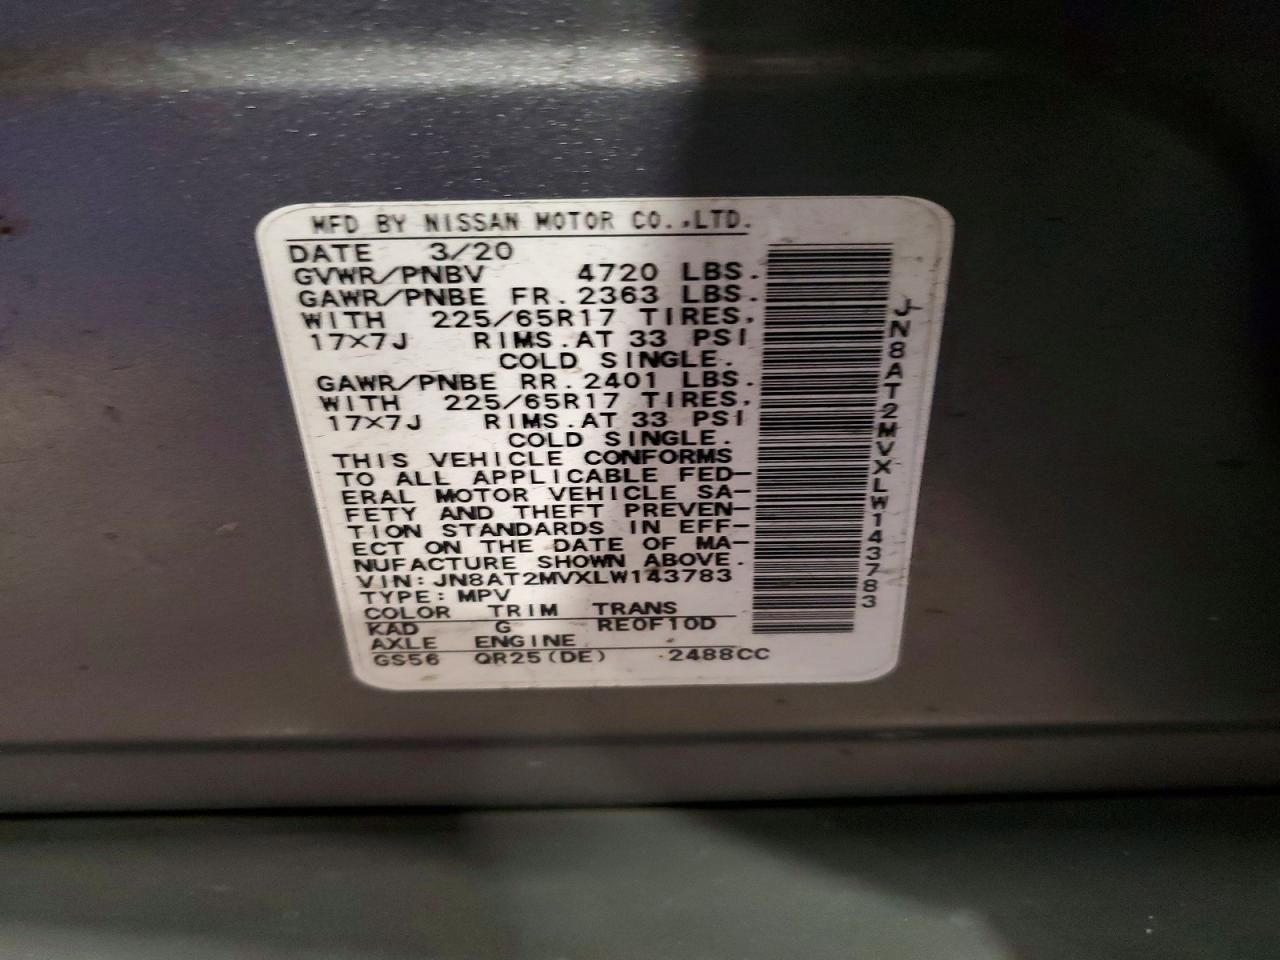 MFD BY NISSAN MOTOR CO.,LTD.
DATE 3/20
GVWR/PNBV 4720 LBS.
GAWR/PNBE FR. 2363 LBS.
WITH 225/65R17 TIRES,
17×7J RIMS.AT 33 PSI
COLD SINGLE.
GAWR/PNBE RR. 2401 LBS.
WITH 225/65R17 TIRES,
17×7J RIMS.AT 33 PSI
COLD SINGLE.
THIS VEHICLE CONFORMS
TO ALL APPLICABLE FED-
ERAL MOTOR VEHICLE SA-
FETY AND THEFT PREVEN-
TION STANDARDS IN EFF-
ECT ON THE DATE OF MA-
NUFACTURE SHOWN ABOVE.
VIN: JN8AT2MVXLW143783
TYPE: MPV
COLOR TRIM TRANS
KAD G RE0F10D
AXLE ENGINE
GS56 QR25(DE) 2488CC
JN8AT2MVXLW143783